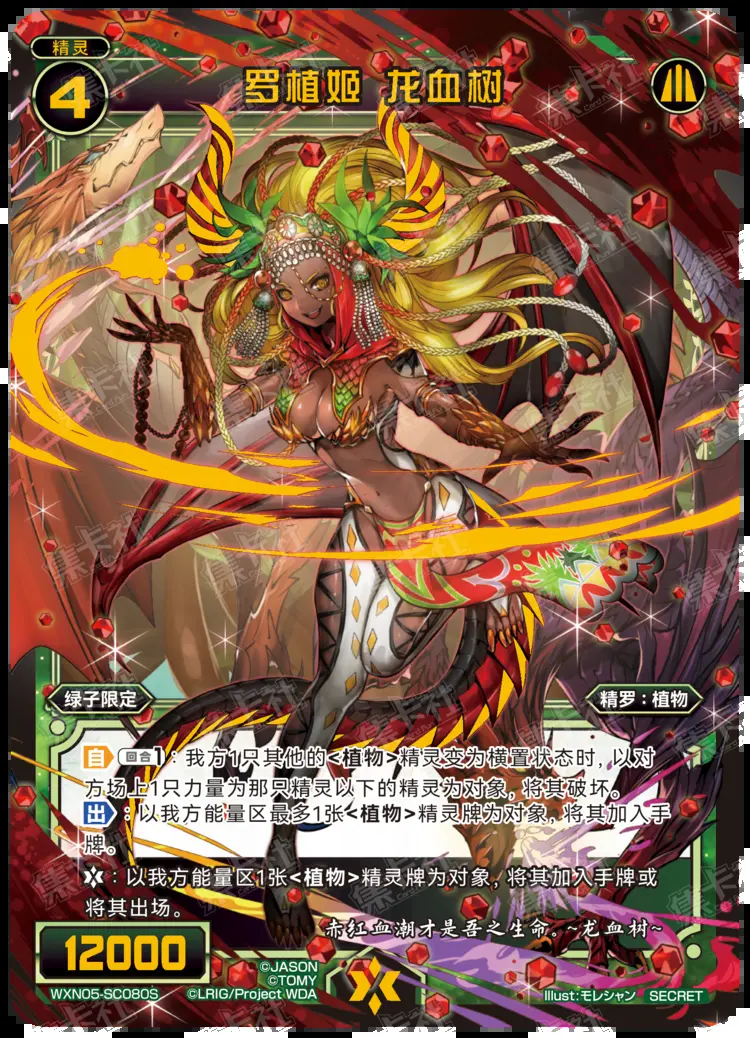 精灵
4
罗植姬 龙血树
绿子限定
精罗：植物
自 回合1：我方1只其他的<植物>精灵变为横置状态时，以对
方场上1只力量为那只精灵以下的精灵为对象，将其破坏。
出：以我方能量区最多1张<植物>精灵牌为对象，将其加入手
牌。
：以我方能量区1张<植物>精灵牌为对象，将其加入手牌或
将其出场。
赤红血潮才是吾之生命。~龙血树~
12000
©JASON
©TOMY
WXN05-SC080S ©LRIG/Project WDA
Illust:モレシャン SECRET
集卡社